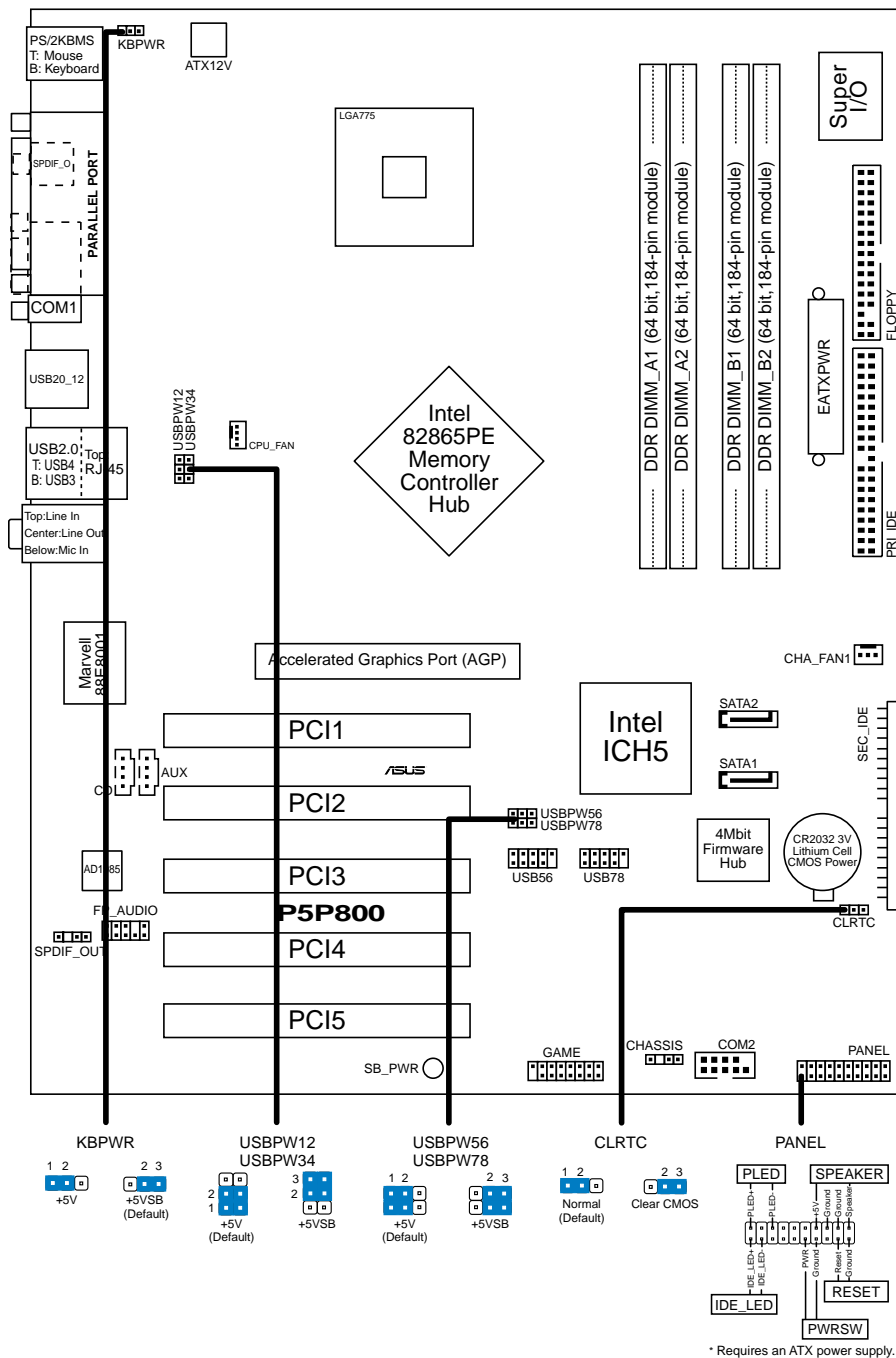 PS/2KBMS
T: Mouse
B: Keyboard
KBPWR
ATX12V
LGA775
Super
I/O
SPDIF_O
PARALLEL PORT
COM1
USB20_12
USB2.0
T: USB4
B: USB3
Top:
RJ-45
Top:Line In
Center:Line Out
Below:Mic In
USBPW12
USBPW34
CPU_FAN
Intel
82865PE
Memory
Controller
Hub
DDR DIMM_A1 (64 bit,184-pin module)
DDR DIMM_A2 (64 bit,184-pin module)
DDR DIMM_B1 (64 bit,184-pin module)
DDR DIMM_B2 (64 bit,184-pin module)
EATXPWR
FLOPPY
PRI_IDE
Marvell
88E8001
Accelerated Graphics Port (AGP)
CHA_FAN1
PCI1
Intel
ICH5
SATA2
SATA1
SEC_IDE
CD
AUX
ASUS
PCI2
USBPW56
USBPW78
USB56
USB78
4Mbit
Firmware
Hub
CR2032 3V
Lithium Cell
CMOS Power
AD1985
PCI3
FP_AUDIO
SPDIF_OUT
P5P800
PCI4
CLRTC
PCI5
SB_PWR
GAME
CHASSIS
COM2
PANEL
KBPWR
1 2
+5V
2 3
+5VSB
(Default)
USBPW12
USBPW34
2
1
+5V
(Default)
3
2
+5VSB
USBPW56
USBPW78
1 2
+5V
(Default)
2 3
+5VSB
CLRTC
1 2
Normal
(Default)
2 3
Clear CMOS
PANEL
PLED
SPEAKER
PLED+
PLED-
+5V
Ground
Ground
Speaker
IDE_LED+
IDE_LED-
PWR
Ground
Reset
Ground
IDE_LED
RESET
PWRSW
* Requires an ATX power supply.